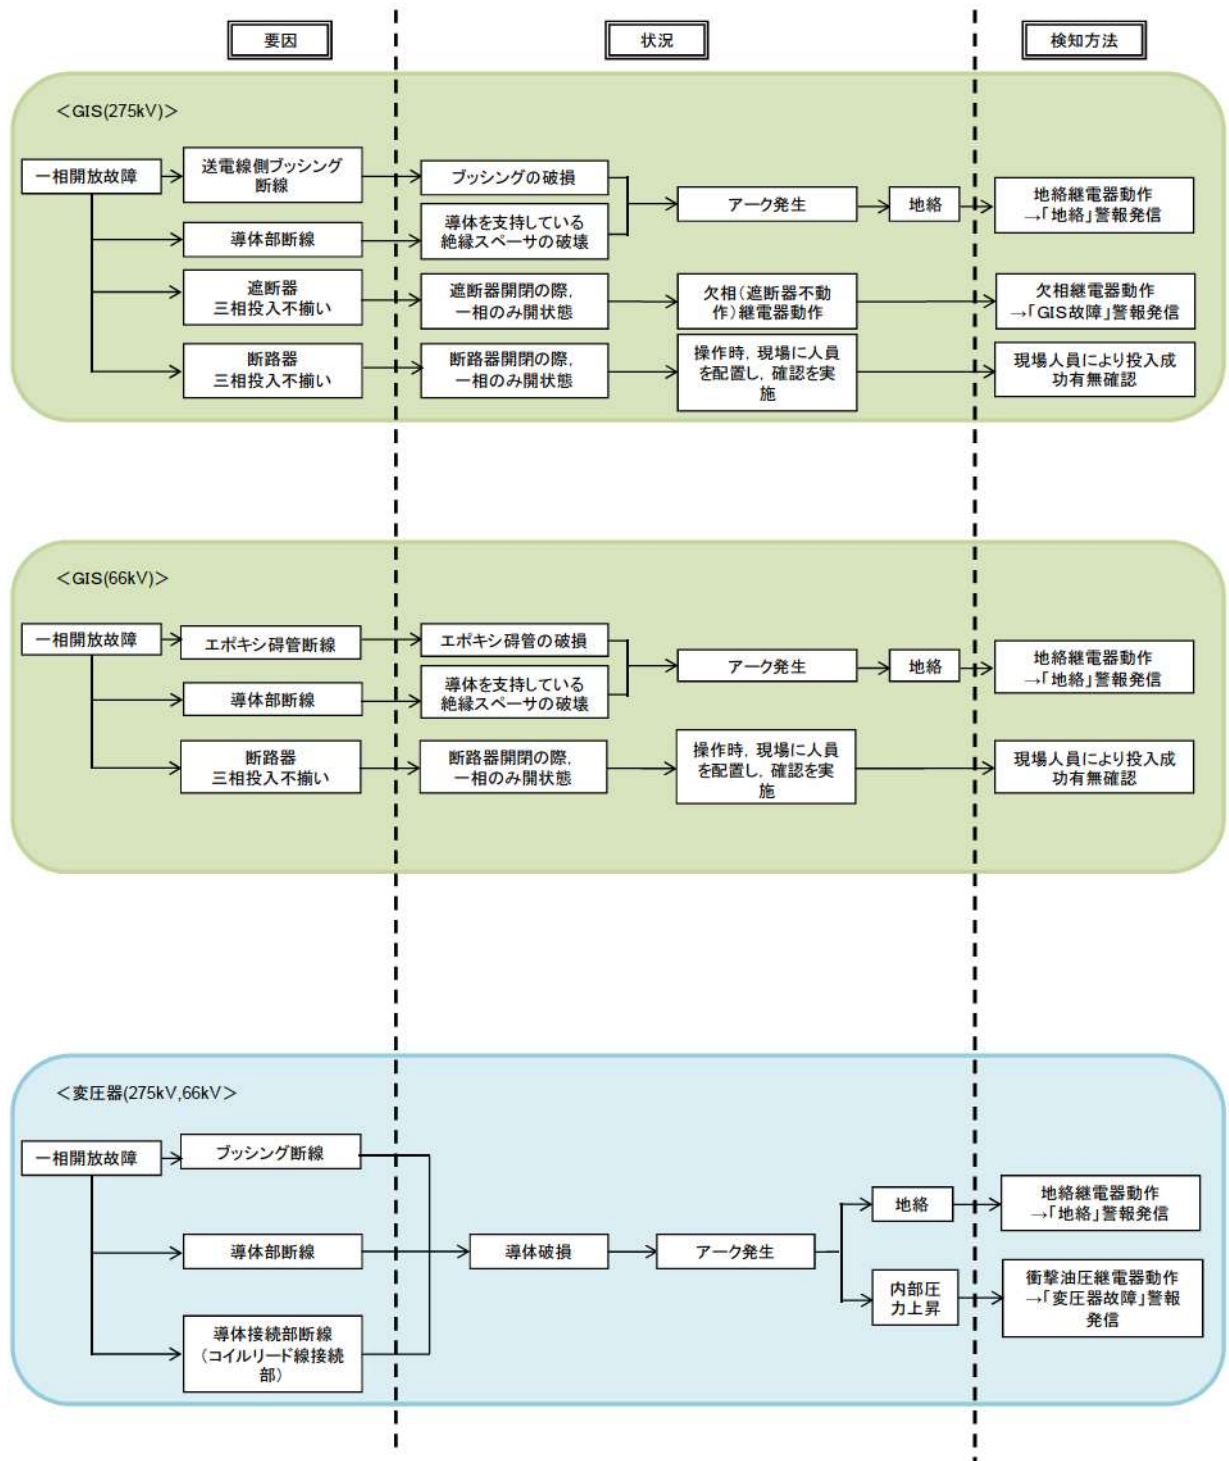 要因
状況
検知方法
＜GIS(275kV)＞
一相開放故障
送電線側ブッシング
断線
ブッシングの破損
アーク発生
地絡
地絡継電器動作
→「地絡」警報発信
導体部断線
導体を支持している
絶縁スペーサの破壊
遮断器
三相投入不揃い
遮断器開閉の際，
一相のみ開状態
欠相（遮断器不動
作）継電器動作
欠相継電器動作
→「GIS故障」警報発信
断路器
三相投入不揃い
断路器開閉の際，
一相のみ開状態
操作時，現場に人員
を配置し，確認を実
施
現場人員により投入成
功有無確認
＜GIS(66kV)＞
一相開放故障
エポキシ碍管断線
エポキシ碍管の破損
アーク発生
地絡
地絡継電器動作
→「地絡」警報発信
導体部断線
導体を支持している
絶縁スペーサの破壊
断路器
三相投入不揃い
断路器開閉の際，
一相のみ開状態
操作時，現場に人員
を配置し，確認を実
施
現場人員により投入成
功有無確認
＜変圧器(275kV,66kV＞
一相開放故障
ブッシング断線
導体部断線
導体接続部断線
（コイルリード線接続
部）
導体破損
アーク発生
地絡
地絡継電器動作
→「地絡」警報発信
内部圧
力上昇
衝撃油圧継電器動作
→「変圧器故障」警報
発信